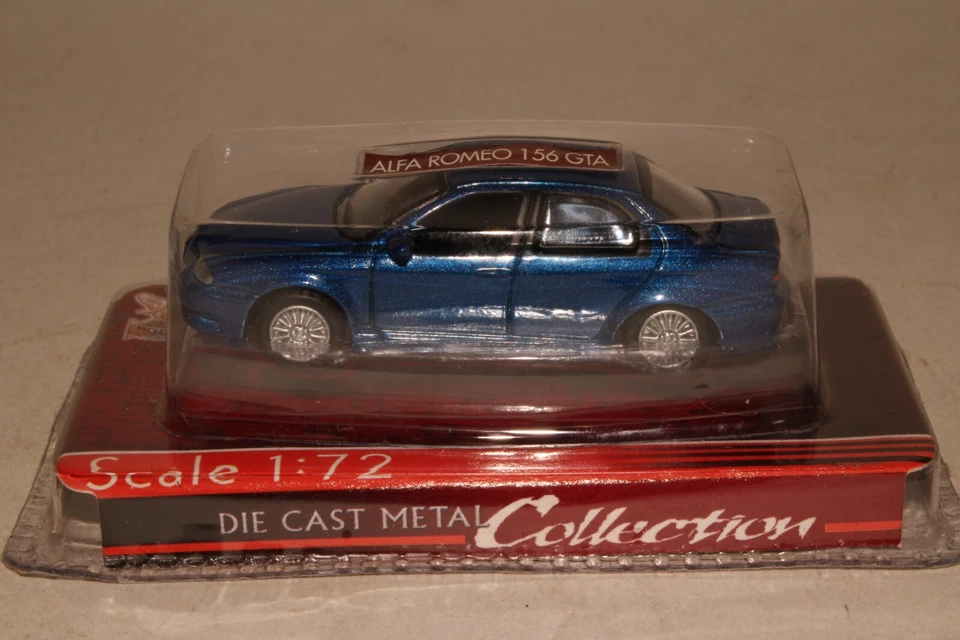 ALFA ROMEO 156 GTA
Scale 1:72
DIE CAST METAL Collection